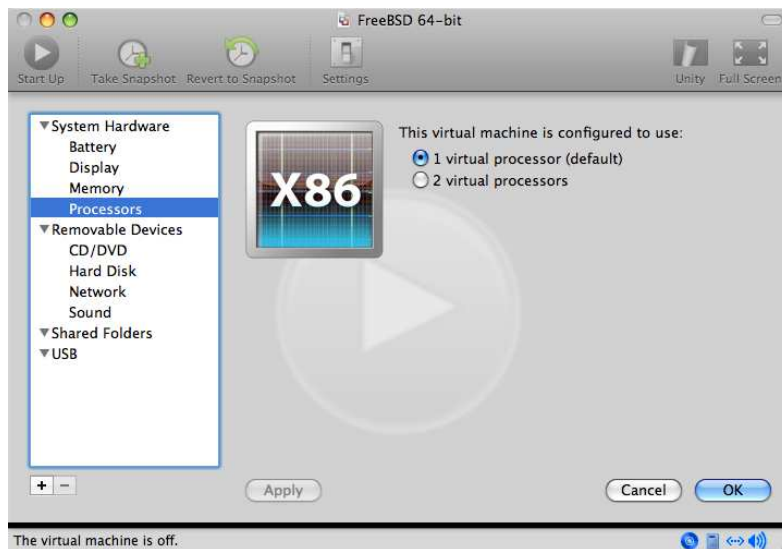 FreeBSD 64-bit
Start Up Take Snapshot Revert to Snapshot Settings Unity Full Screen
System Hardware
Battery
Display
Memory
Processors
Removable Devices
CD/DVD
Hard Disk
Network
Sound
Shared Folders
USB
X86
This virtual machine is configured to use:
1 virtual processor (default)
2 virtual processors
+ −
Apply Cancel OK
The virtual machine is off.